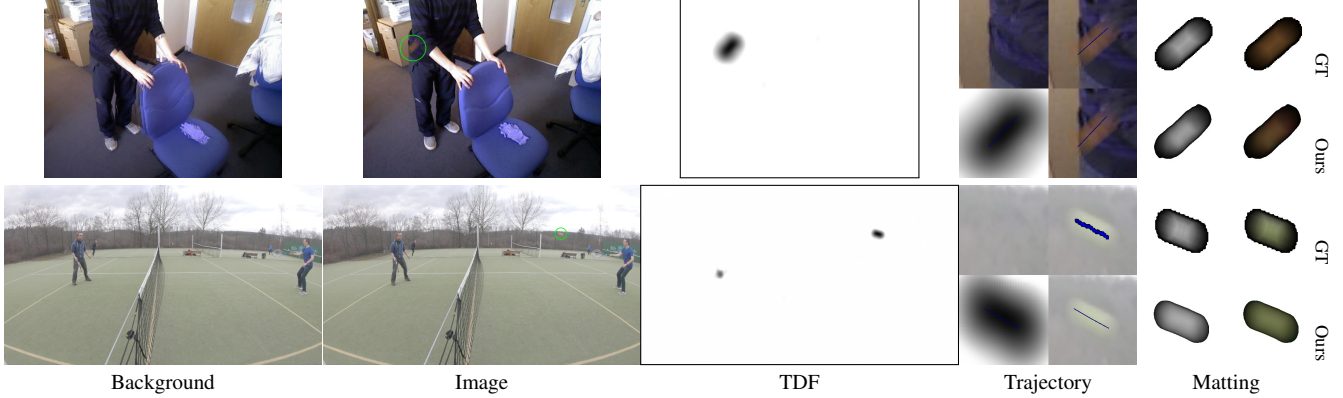 GT
Ours
GT
Ours
Background Image TDF Trajectory Matting